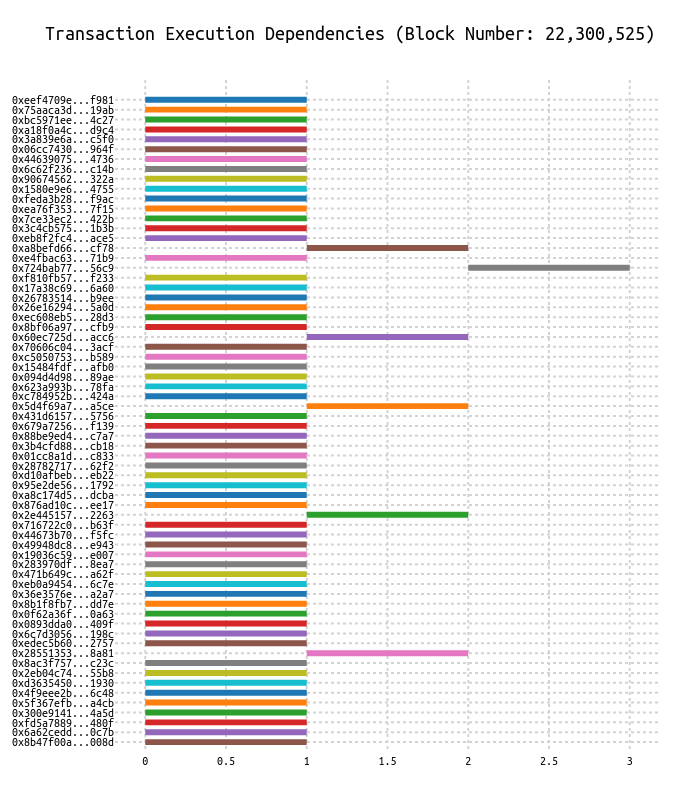 Transaction Execution Dependencies (Block Number: 22,300,525)
0xeef4709e...f981
0x75aaca3d...19ab
0xbc5971ee...4c27
0xa18f0a4c...d9c4
0x3a839e6a...c5f0
0x06cc7430...964f
0x44639075...4736
0x6c62f236...c14b
0x90674562...322a
0x1580e9e6...4755
0xfeda3b28...f9ac
0xea76f353...7f15
0x7ce33ec2...422b
0x3c4cb575...1b3b
0xeb8f2fc4...ace5
0xa8befd66...cf78
0xe4fbac63...71b9
0x724bab77...56c9
0xf810fb57...f233
0x17a38c69...6a60
0x26783514...b9ee
0x26e16294...5a0d
0xec608eb5...28d3
0x8bf06a97...cfb9
0x60ec725d...acc6
0x70606c04...3acf
0xc5050753...b589
0x15484fdf...afb0
0x094d4d98...89ae
0x623a993b...78fa
0xc784952b...424a
0x5d4f69a7...a5ce
0x431d6157...5756
0x679a7256...f139
0x88be9ed4...c7a7
0x3b4cfd88...cb18
0x01cc8a1d...c833
0x28782717...62f2
0xd10afbeb...eb22
0x95e2de56...1792
0xa8c174d5...dcba
0x876ad10c...ee17
0x2e445157...2263
0x716722c0...b63f
0x44673b70...f5fc
0x49948dc8...e943
0x19036c59...e007
0x283970df...8ea7
0x471b649c...a62f
0xeb0a9454...6c7e
0x36e3576e...a2a7
0x8b1f8fb7...dd7e
0x0f62a36f...0a63
0x0893dda0...409f
0x6c7d3056...198c
0xedec5b60...2757
0x28551353...8a81
0x8ac3f757...c23c
0x2eb04c74...55b8
0xd3635450...1930
0x4f9eee2b...6c48
0x5f367efb...a4cb
0x300e9141...4a5d
0xfd5a7889...480f
0x6a62cedd...0c7b
0x8b47f00a...008d
0 0.5 1 1.5 2 2.5 3